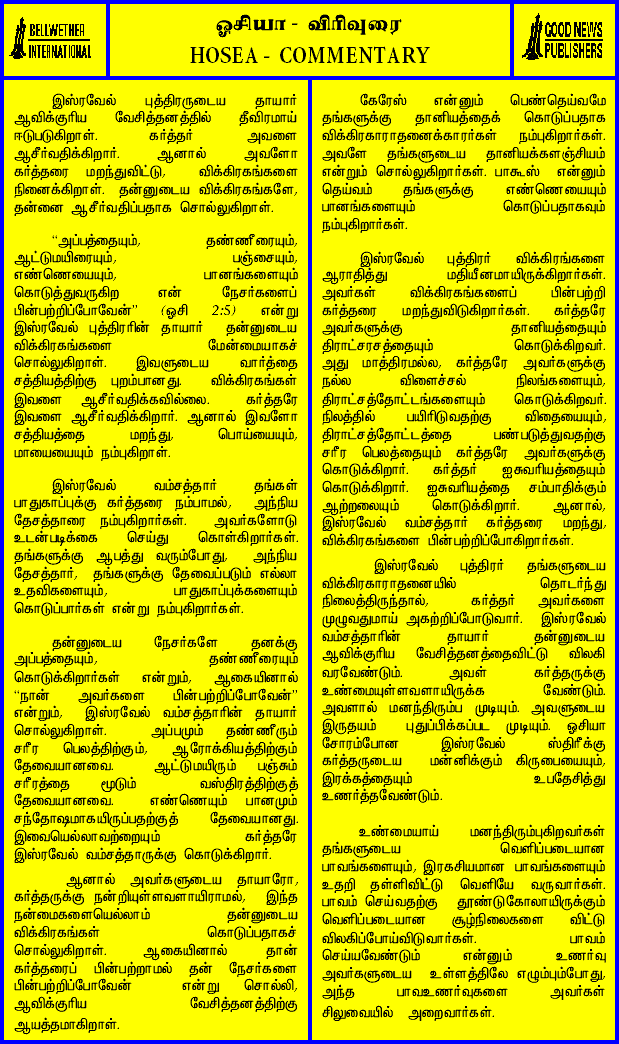 BELLWETHER
INTERNATIONAL
ஓசியா - விரிவுரை
HOSEA - COMMENTARY
GOOD NEWS
PUBLISHERS
இஸ்ரவேல் புத்திரருடைய தாயார்
ஆவிக்குரிய வேசித்தனத்தில் தீவிரமாய்
ஈடுபடுகிறாள். கர்த்தர் அவளை
ஆசீர்வதிக்கிறார். ஆனால் அவளோ
கர்த்தரை மறந்துவிட்டு, விக்கிரகங்களை
நினைக்கிறாள். தன்னுடைய விக்கிரகங்களே,
தன்னை ஆசீர்வதிப்பதாக சொல்லுகிறாள்.
“அப்பத்தையும், தண்ணீரையும்,
ஆட்டுமயிரையும், பஞ்சையும்,
எண்ணெயையும், பானங்களையும்
கொடுத்துவருகிற என் நேசர்களைப்
பின்பற்றிப்போவேன்” (ஓசி 2:5) என்று
இஸ்ரவேல் புத்திரரின் தாயார் தன்னுடைய
விக்கிரகங்களை மேன்மையாகச்
சொல்லுகிறாள். இவளுடைய வார்த்தை
சத்தியத்திற்கு புறம்பானது. விக்கிரகங்கள்
இவளை ஆசீர்வதிக்கவில்லை. கர்த்தரே
இவளை ஆசீர்வதிக்கிறார். ஆனால் இவளோ
சத்தியத்தை மறந்து, பொய்யையும்,
மாயையையும் நம்புகிறாள்.
இஸ்ரவேல் வம்சத்தார் தங்கள்
பாதுகாப்புக்கு கர்த்தரை நம்பாமல், அந்நிய
தேசத்தாரை நம்புகிறார்கள். அவர்களோடு
உடன்படிக்கை செய்து கொள்கிறார்கள்.
தங்களுக்கு ஆபத்து வரும்போது, அந்நிய
தேசத்தார், தங்களுக்கு தேவைப்படும் எல்லா
உதவிகளையும், பாதுகாப்புக்களையும்
கொடுப்பார்கள் என்று நம்புகிறார்கள்.
தன்னுடைய நேசர்களே தனக்கு
அப்பத்தையும், தண்ணீரையும்
கொடுக்கிறார்கள் என்றும், ஆகையினால்
“நான் அவர்களை பின்பற்றிப்போவேன்”
என்றும், இஸ்ரவேல் வம்சத்தாரின் தாயார்
சொல்லுகிறாள். அப்பமும் தண்ணீரும்
சரீர பெலத்திற்கும், ஆரோக்கியத்திற்கும்
தேவையானவை. ஆட்டுமயிரும் பஞ்சும்
சரீரத்தை மூடும் வஸ்திரத்திற்குத்
தேவையானவை. எண்ணெயும் பானமும்
சந்தோஷமாகயிருப்பதற்குத் தேவையானது.
இவையெல்லாவற்றையும் கர்த்தரே
இஸ்ரவேல் வம்சத்தாருக்கு கொடுக்கிறார்.
ஆனால் அவர்களுடைய தாயாரோ,
கர்த்தருக்கு நன்றியுள்ளவளாயிராமல், இந்த
நன்மைகளையெல்லாம் தன்னுடைய
விக்கிரகங்கள் கொடுப்பதாகச்
சொல்லுகிறாள். ஆகையினால் தான்
கர்த்தரைப் பின்பற்றாமல் தன் நேசர்களை
பின்பற்றிப்போவேன் என்று சொல்லி,
ஆவிக்குரிய வேசித்தனத்திற்கு
ஆயத்தமாகிறாள்.
கேரேஸ் என்னும் பெண்தெய்வமே
தங்களுக்கு தானியத்தைக் கொடுப்பதாக
விக்கிரகாராதனைக்காரர்கள் நம்புகிறார்கள்.
அவளே தங்களுடைய தானியக்களஞ்சியம்
என்றும் சொல்லுகிறார்கள். பாகூஸ் என்னும்
தெய்வம் தங்களுக்கு எண்ணெயையும்
பானங்களையும் கொடுப்பதாகவும்
நம்புகிறார்கள்.
இஸ்ரவேல் புத்திரர் விக்கிரகங்களை
ஆராதித்து மதியீனமாயிருக்கிறார்கள்.
அவர்கள் விக்கிரகங்களைப் பின்பற்றி
கர்த்தரை மறந்துவிடுகிறார்கள். கர்த்தரே
அவர்களுக்கு தானியத்தையும்
திராட்சரசத்தையும் கொடுக்கிறவர்.
அது மாத்திரமல்ல, கர்த்தரே அவர்களுக்கு
நல்ல விளைச்சல் நிலங்களையும்,
திராட்சத்தோட்டங்களையும் கொடுக்கிறவர்.
நிலத்தில் பயிரிடுவதற்கு விதையையும்,
திராட்சத்தோட்டத்தை பண்படுத்துவதற்கு
சரீர பெலத்தையும் கர்த்தரே அவர்களுக்கு
கொடுக்கிறார். கர்த்தர் ஐசுவரியத்தையும்
கொடுக்கிறார். ஐசுவரியத்தை சம்பாதிக்கும்
ஆற்றலையும் கொடுக்கிறார். ஆனால்,
இஸ்ரவேல் வம்சத்தார் கர்த்தரை மறந்து,
விக்கிரகங்களை பின்பற்றிப்போகிறார்கள்.
இஸ்ரவேல் புத்திரர் தங்களுடைய
விக்கிரகாராதனையில் தொடர்ந்து
நிலைத்திருந்தால், கர்த்தர் அவர்களை
முழுவதுமாய் அகற்றிப்போடுவார். இஸ்ரவேல்
வம்சத்தாரின் தாயார் தன்னுடைய
ஆவிக்குரிய வேசித்தனத்தைவிட்டு விலகி
வரவேண்டும். அவள் கர்த்தருக்கு
உண்மையுள்ளவளாயிருக்க வேண்டும்.
அவளால் மனந்திரும்ப முடியும். அவளுடைய
இருதயம் புதுப்பிக்கப்பட முடியும். ஓசியா
சோரம்போன இஸ்ரவேல் ஸ்திரீக்கு
கர்த்தருடைய மன்னிக்கும் கிருபையையும்,
இரக்கத்தையும் உபதேசித்து
உணர்த்தவேண்டும்.
உண்மையாய் மனந்திரும்புகிறவர்கள்
தங்களுடைய வெளிப்படையான
பாவங்களையும், இரகசியமான பாவங்களையும்
உதறி தள்ளிவிட்டு வெளியே வருவார்கள்.
பாவம் செய்வதற்கு தூண்டுகோலாயிருக்கும்
வெளிப்படையான சூழ்நிலைகளை விட்டு
விலகிப்போய்விடுவார்கள். பாவம்
செய்யவேண்டும் என்னும் உணர்வு
அவர்களுடைய உள்ளத்திலே எழும்பும்போது,
அந்த பாவஉணர்வுகளை அவர்கள்
சிலுவையில் அறைவார்கள்.